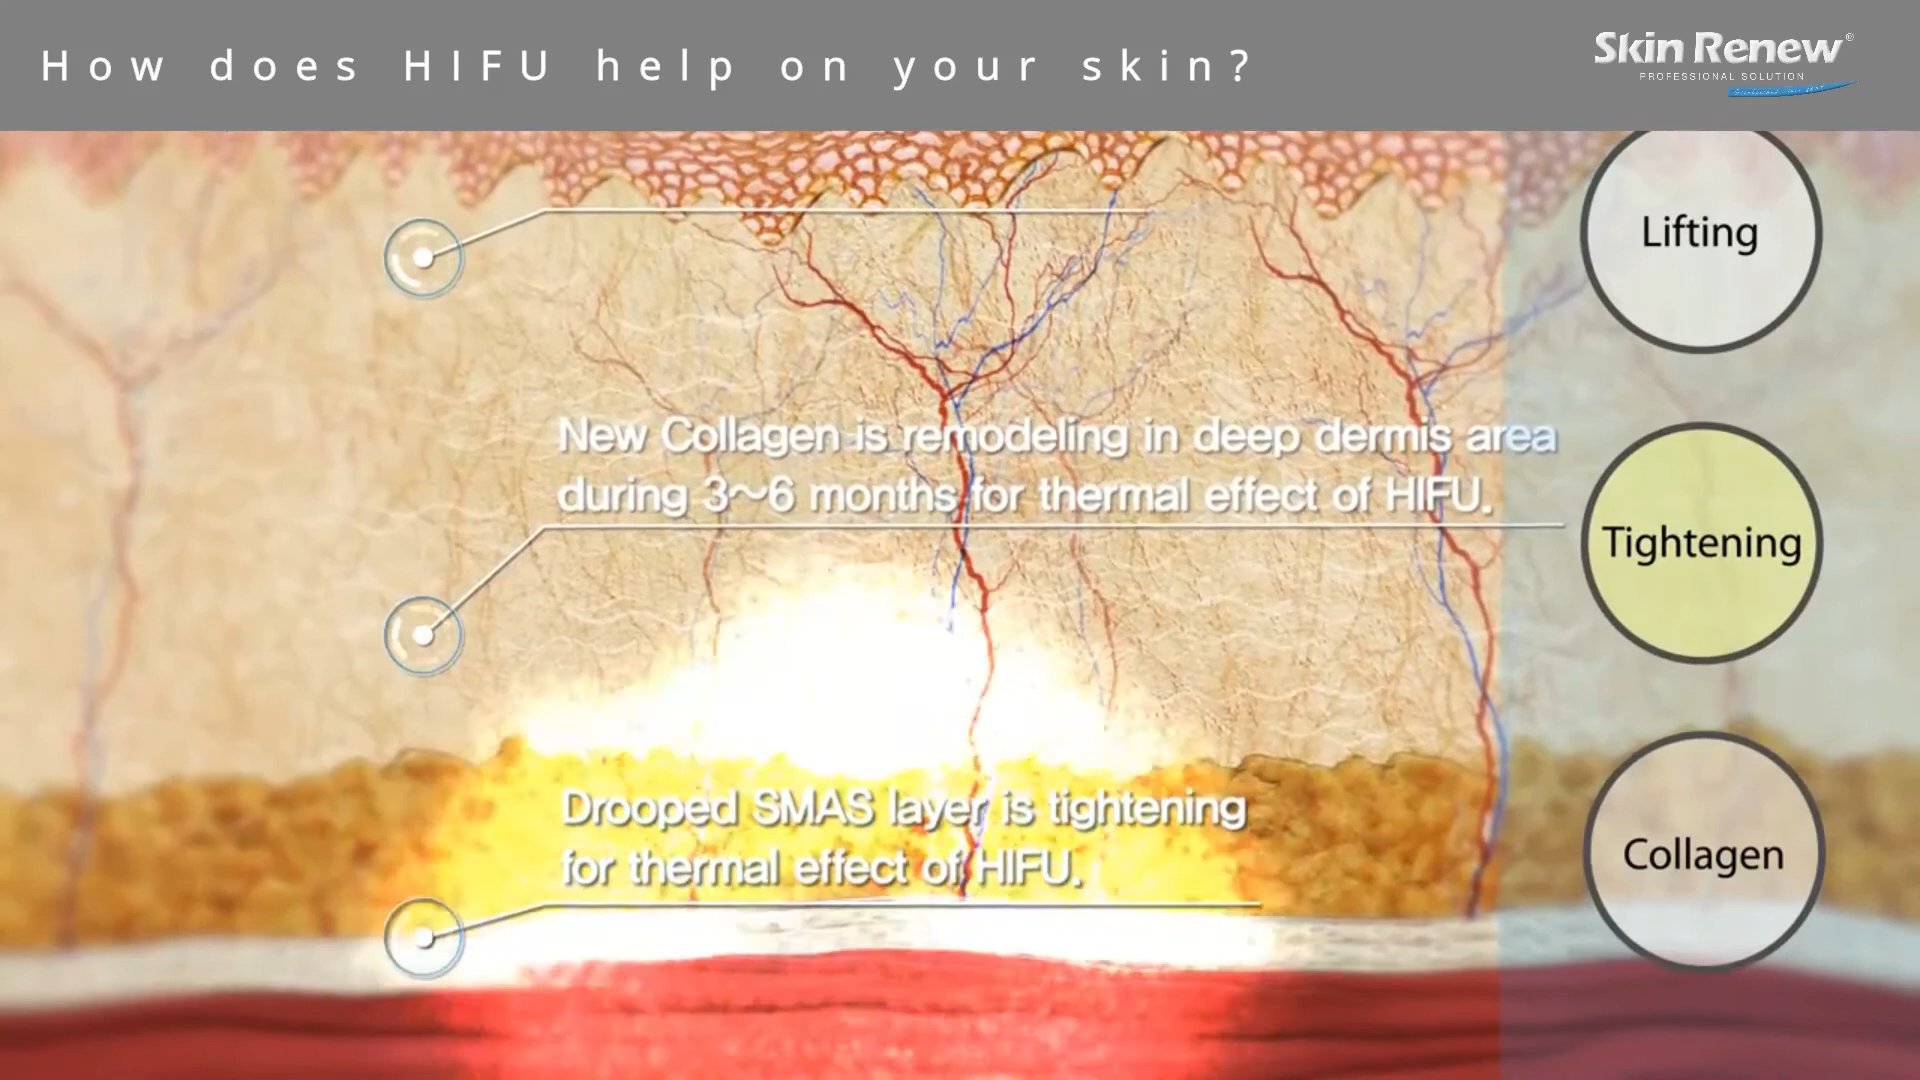 How does HIFU help on your skin?
Skin Renew®
PROFESSIONAL SOLUTION
Lifting
New Collagen is remodeling in deep dermis area
during 3~6 months for thermal effect of HIFU.
Tightening
Drooped SMAS layer is tightening
for thermal effect of HIFU.
Collagen